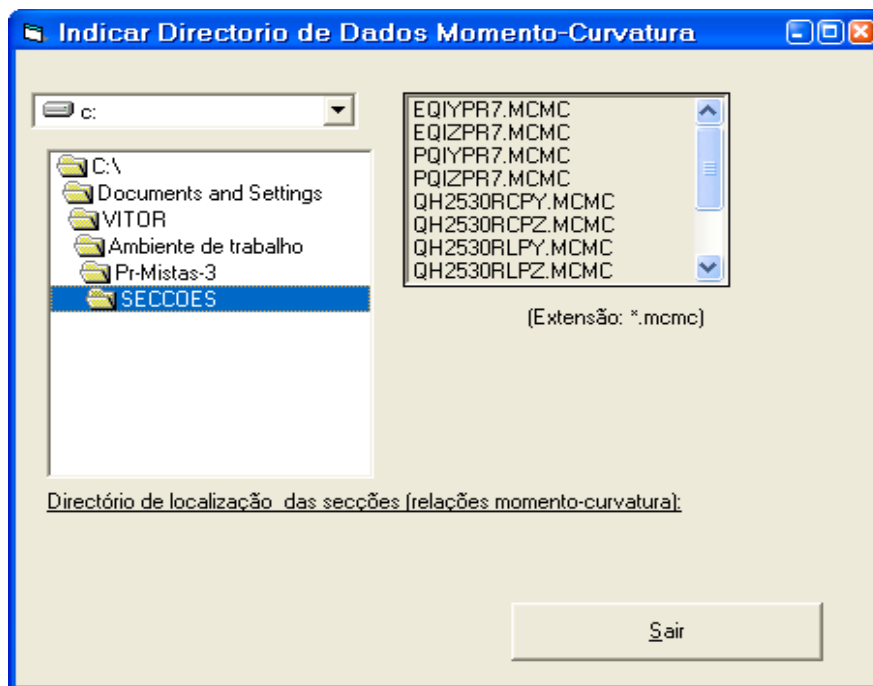 Indicar Directorio de Dados Momento-Curvatura
c:
C:\
Documents and Settings
VITOR
Ambiente de trabalho
Pr-Mistas-3
SECCOES
EQIYPR7.MCMC
EQIZPR7.MCMC
PQIYPR7.MCMC
PQIZPR7.MCMC
QH2530RCPY.MCMC
QH2530RCPZ.MCMC
QH2530RLPY.MCMC
QH2530RLPZ.MCMC
(Extensão: *.mcmc)
Directório de localização das secções (relações momento-curvatura):
Sair